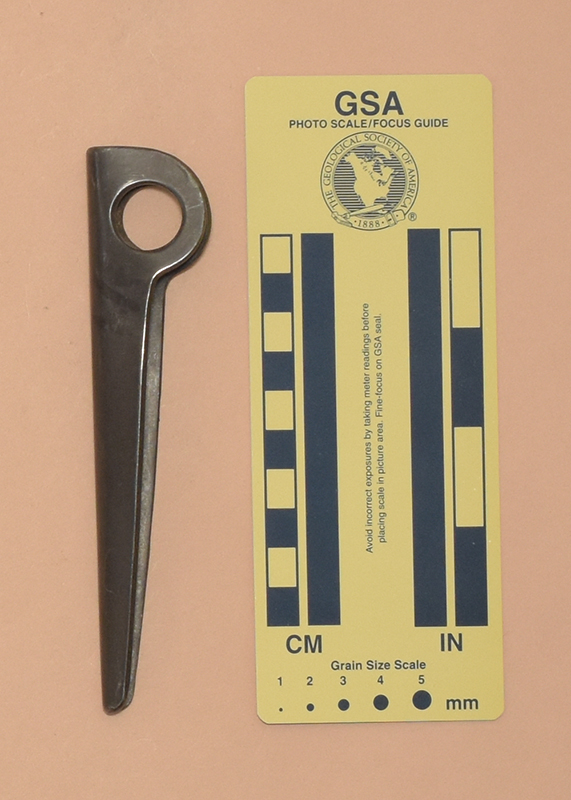 GSA
PHOTO SCALE/FOCUS GUIDE
THE GEOLOGICAL SOCIETY OF AMERICA
·1888·
®
Avoid incorrect exposures by taking meter readings before
placing scale in picture area. Fine-focus on GSA seal.
CM IN
Grain Size Scale
1 2 3 4 5
mm